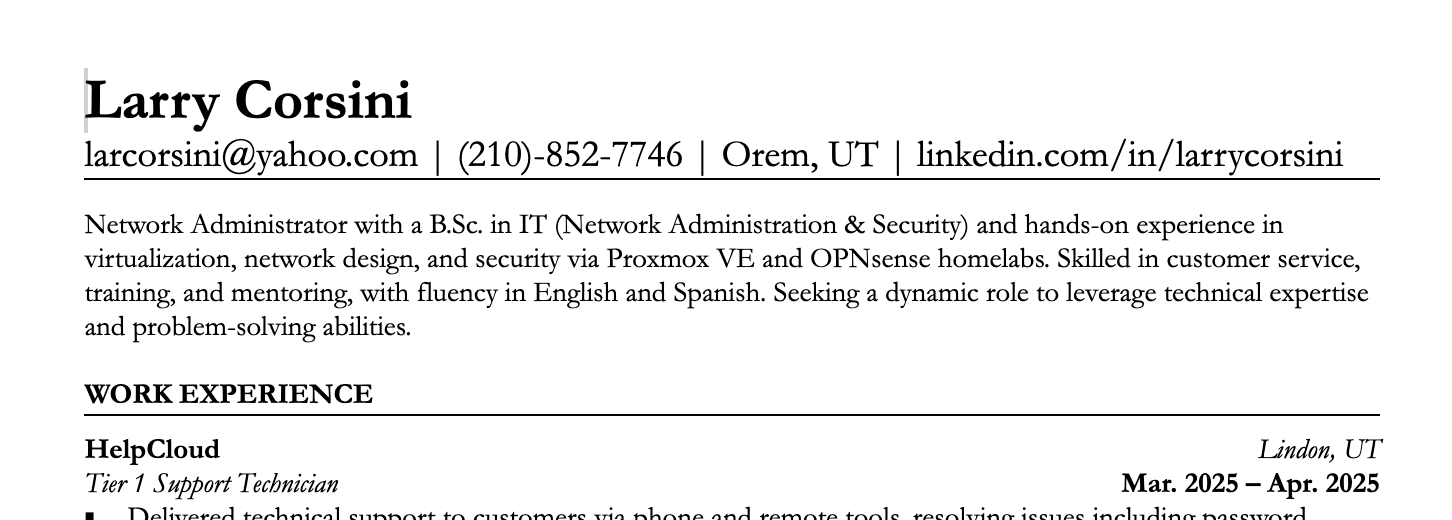 Larry Corsini
larcorsini@yahoo.com | (210)-852-7746 | Orem, UT | linkedin.com/in/larrycorsini
Network Administrator with a B.Sc. in IT (Network Administration & Security) and hands-on experience in
virtualization, network design, and security via Proxmox VE and OPNsense homelabs. Skilled in customer service,
training, and mentoring, with fluency in English and Spanish. Seeking a dynamic role to leverage technical expertise
and problem-solving abilities.
WORK EXPERIENCE
HelpCloud Lindon, UT
Tier 1 Support Technician Mar. 2025 – Apr. 2025
▪ Delivered technical support to customers via phone and remote tools, resolving issues including password